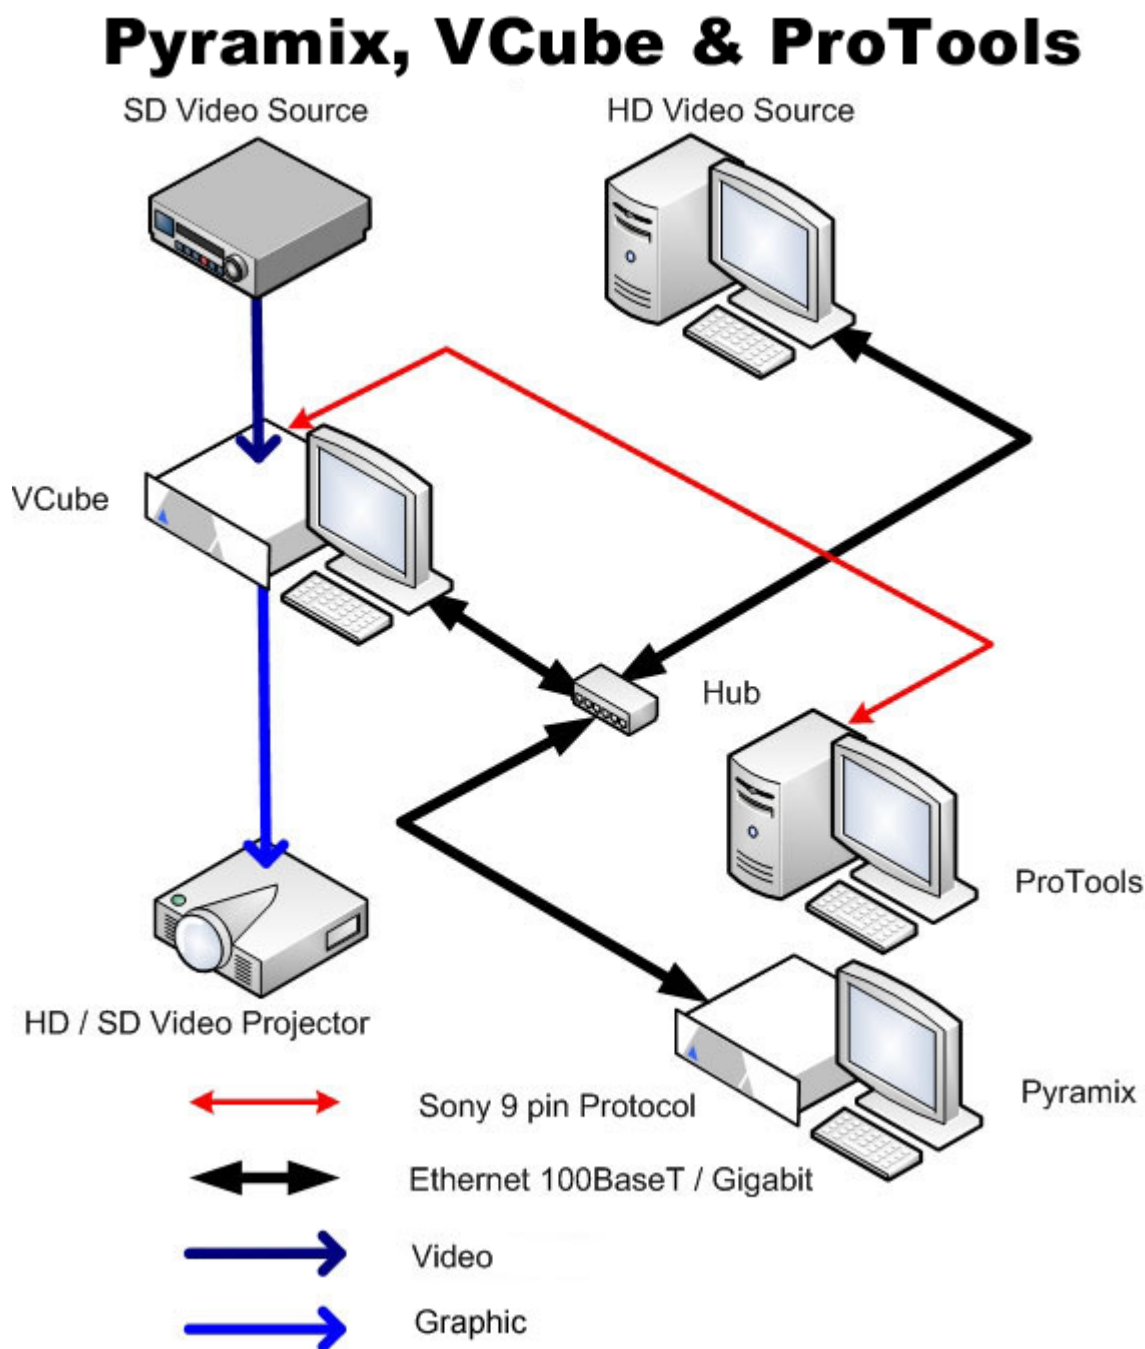 Pyramix, VCube & ProTools
SD Video Source
HD Video Source
VCube
Hub
ProTools
HD / SD Video Projector
Pyramix
Sony 9 pin Protocol
Ethernet 100BaseT / Gigabit
Video
Graphic